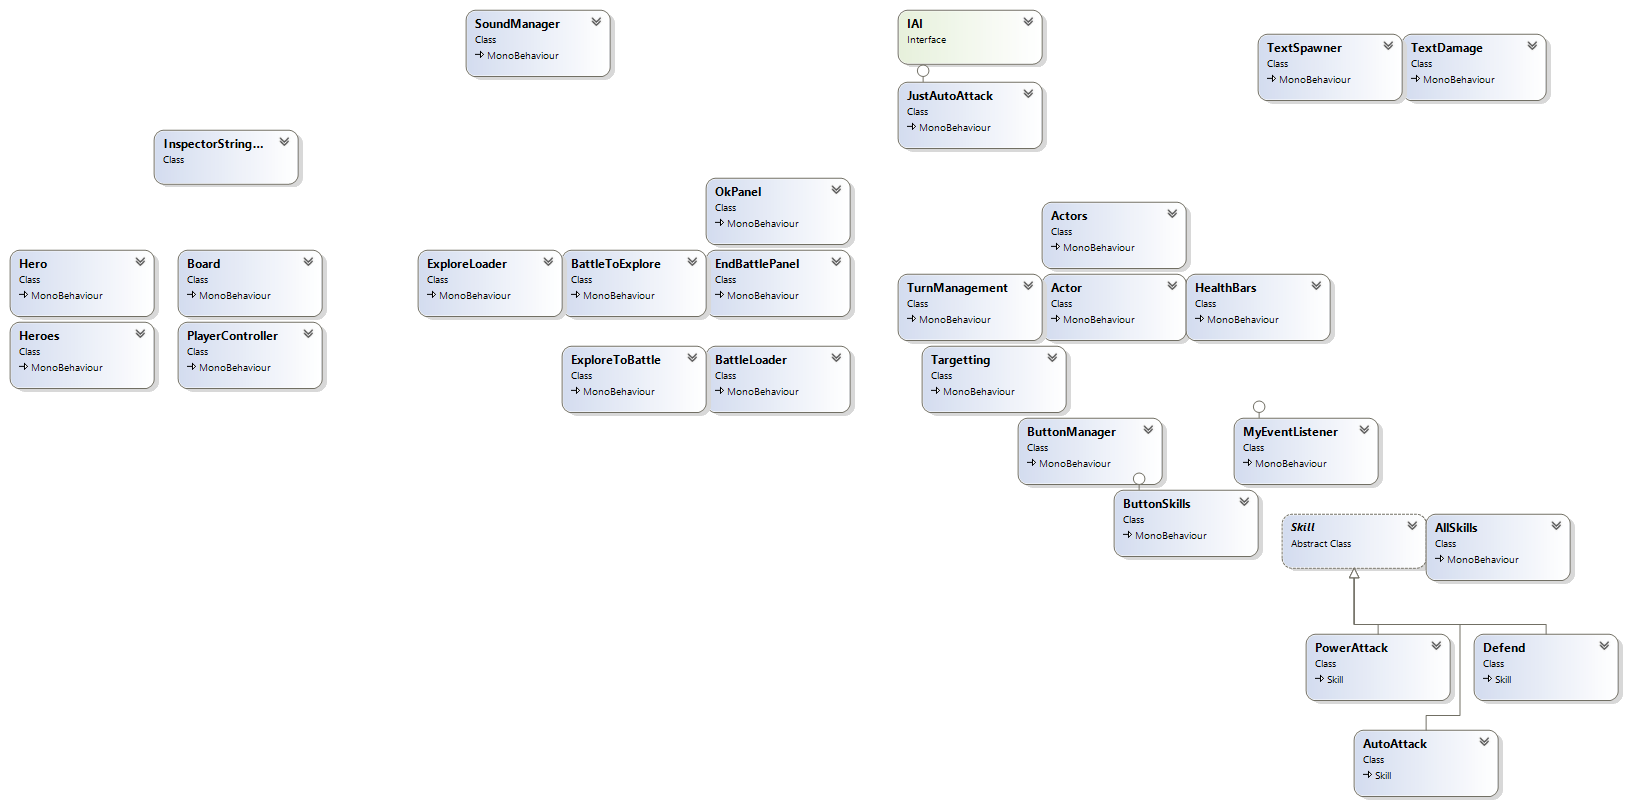 SoundManager
Class
MonoBehaviour
IAI
Interface
JustAutoAttack
Class
MonoBehaviour
TextSpawner
Class
MonoBehaviour
TextDamage
Class
MonoBehaviour
InspectorString...
Class
OkPanel
Class
MonoBehaviour
Actors
Class
MonoBehaviour
Hero
Class
MonoBehaviour
Board
Class
MonoBehaviour
ExploreLoader
Class
MonoBehaviour
BattleToExplore
Class
MonoBehaviour
EndBattlePanel
Class
MonoBehaviour
TurnManagement
Class
MonoBehaviour
Actor
Class
MonoBehaviour
HealthBars
Class
MonoBehaviour
Heroes
Class
MonoBehaviour
PlayerController
Class
MonoBehaviour
ExploreToBattle
Class
MonoBehaviour
BattleLoader
Class
MonoBehaviour
Targetting
Class
MonoBehaviour
ButtonManager
Class
MonoBehaviour
MyEventListener
Class
MonoBehaviour
ButtonSkills
Class
MonoBehaviour
Skill
Abstract Class
AllSkills
Class
MonoBehaviour
PowerAttack
Class
Skill
Defend
Class
Skill
AutoAttack
Class
Skill